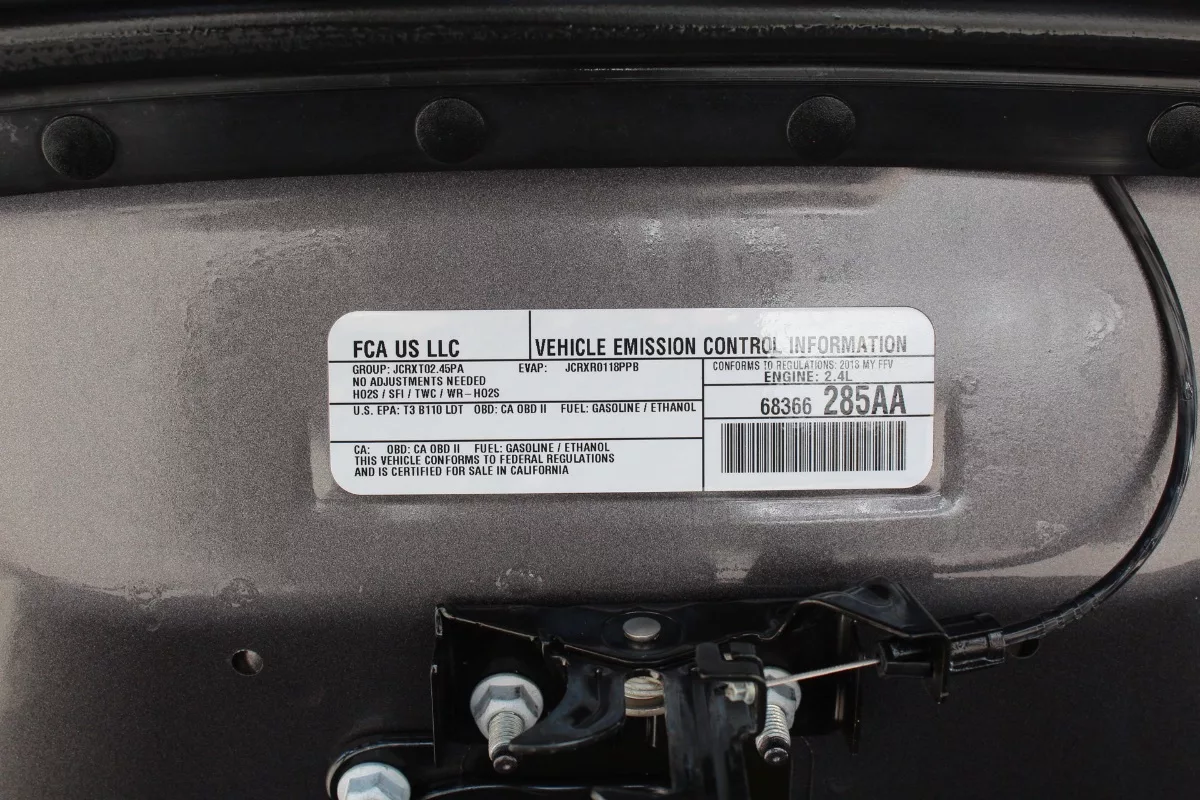 FCA US LLC
VEHICLE EMISSION CONTROL INFORMATION
GROUP: JCRXT02.45PA EVAP: JCRXR0118PPB
NO ADJUSTMENTS NEEDED
HO2S / SFI / TWC / WR-HO2S
U.S. EPA: T3 B110 LDT OBD: CA OBD II FUEL: GASOLINE / ETHANOL
CA: OBD: CA OBD II FUEL: GASOLINE / ETHANOL
THIS VEHICLE CONFORMS TO FEDERAL REGULATIONS
AND IS CERTIFIED FOR SALE IN CALIFORNIA
CONFORMS TO REGULATIONS: 2018 MY FFV
ENGINE: 2.4L
68366 285AA